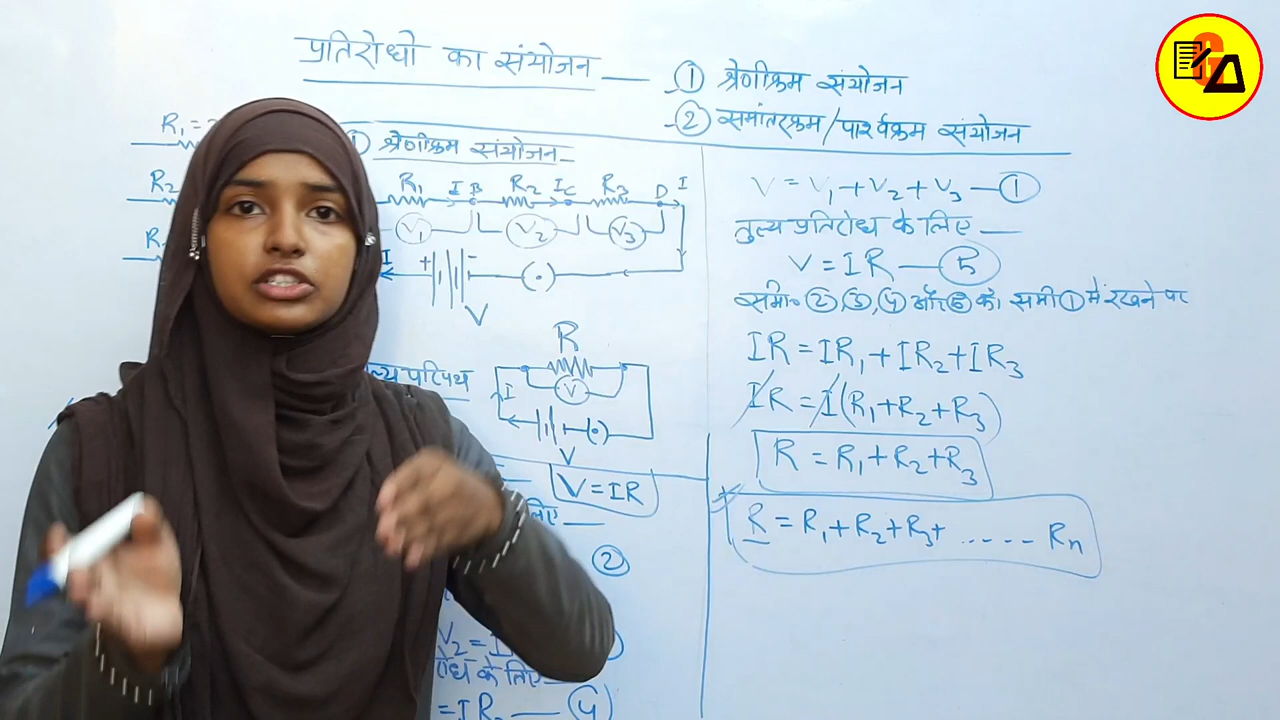 प्रतिरोधो का संयोजन — ① श्रेणीक्रम संयोजन
② समांतरक्रम/पार्श्वक्रम संयोजन
R₁ =
R₂
① श्रेणीक्रम संयोजन
R₁ I B R₂ I C R₃ D I
V₁ V₂ V₃
I + -
V
R
I V
V
V = IR
लिए —
②
V₂ =
के लिए —
= I ④
V = V₁ + V₂ + V₃ — ①
तुल्य प्रतिरोध के लिए —
V = IR — ⑤
समी० ②, ③, ④ और ⑤ को समी ① में रखने पर
IR = IR₁ + IR₂ + IR₃
IR = I(R₁ + R₂ + R₃)
R = R₁ + R₂ + R₃
R = R₁ + R₂ + R₃ + ..... Rn